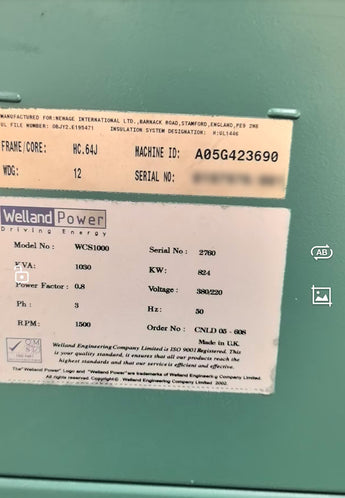 MANUFACTURED FOR:NEWAGE INTERNATIONAL LTD.,BARNACK ROAD,STAMFORD,ENGLAND,PE9 2NB
UL FILE NUMBER: OBJY2.E199471 INSULATION SYSTEM DESIGNATION: H:UL1446
FRAME/CORE: HC.64J MACHINE ID: A05G423690
WDG: 12 SERIAL NO:
Welland Power
Driving Energy
Model No : WCS1000 Serial No : 2760
KVA: 1030 KW: 824
Power Factor : 0.8 Voltage : 380/220
Ph : 3 Hz: 50
RPM: 1500 Order No : CNLD 05 - 608
Made in U.K.
Welland Engineering Company Limited is ISO 9001 Registered. This
is your quality standard, it ensures that all our products reach the
highest standards and that our service is efficient and effective.
The "Welland Power" Logo and "Welland Power" are trademarks of Welland Engineering Company Limited.
All rights reserved. Copyright© Welland Engineering Company Limited 2002.
AB